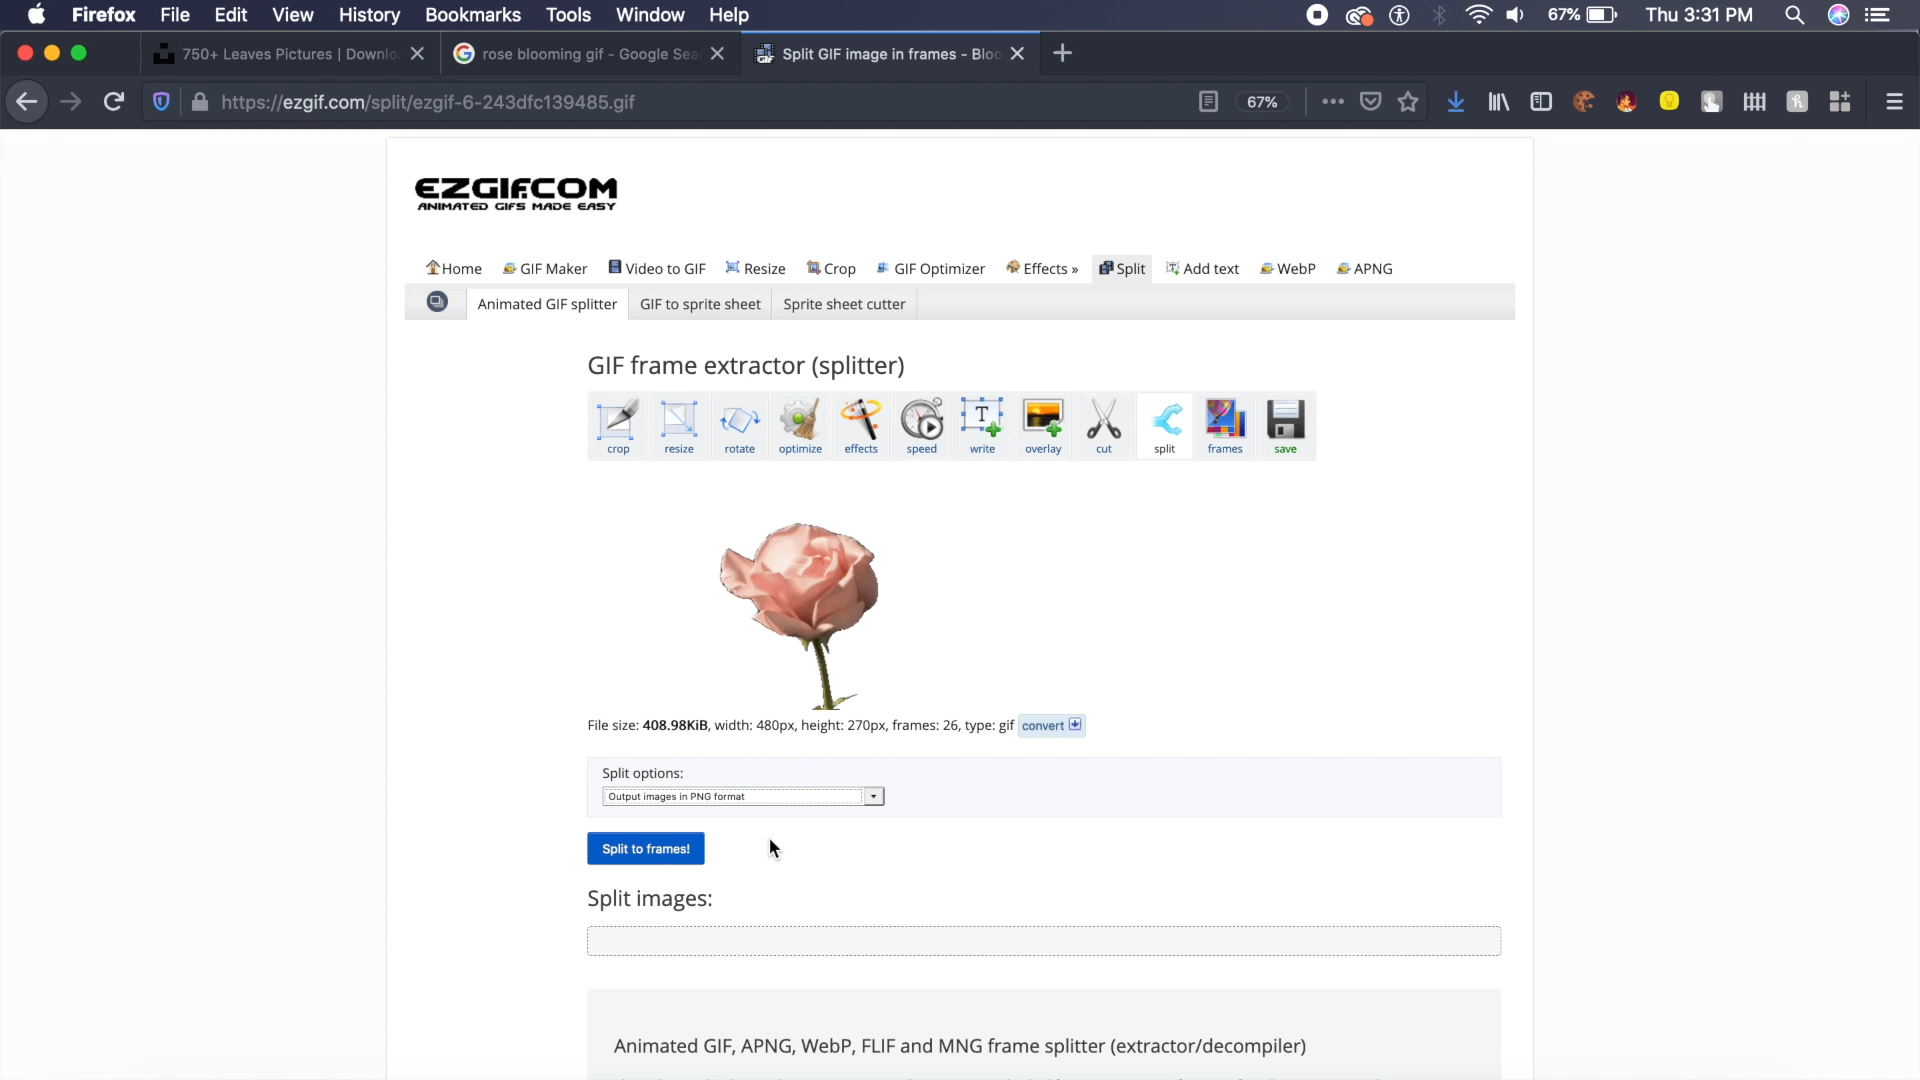 Firefox File Edit View History Bookmarks Tools Window Help 67% Thu 3:31 PM
750+ Leaves Pictures | Downlo rose blooming gif - Google Sea Split GIF image in frames - Bloo
https://ezgif.com/split/ezgif-6-243dfc139485.gif 67%
EZGIF.COM
ANIMATED GIFS MADE EASY
Home GIF Maker Video to GIF Resize Crop GIF Optimizer Effects » Split Add text WebP APNG
Animated GIF splitter GIF to sprite sheet Sprite sheet cutter
GIF frame extractor (splitter)
crop resize rotate optimize effects speed write overlay cut split frames save
File size: 408.98KiB, width: 480px, height: 270px, frames: 26, type: gif convert
Split options:
Output images in PNG format
Split to frames!
Split images:
Animated GIF, APNG, WebP, FLIF and MNG frame splitter (extractor/decompiler)